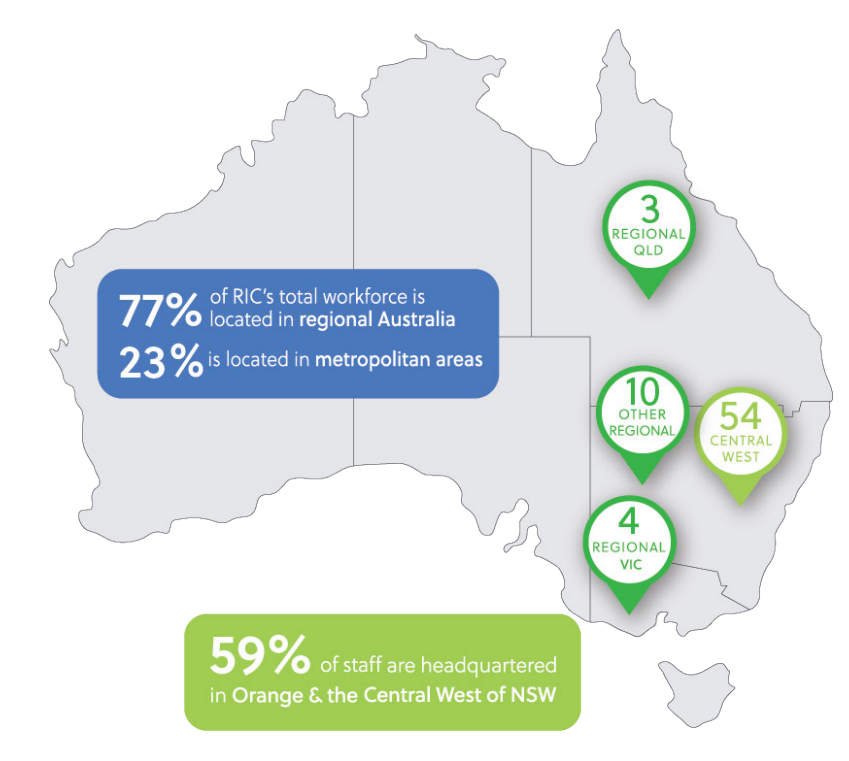 3
REGIONAL
QLD
77% of RIC's total workforce is
located in regional Australia
23% is located in metropolitan areas
10
OTHER
REGIONAL
54
CENTRAL
WEST
4
REGIONAL
VIC
59% of staff are headquartered
in Orange & the Central West of NSW